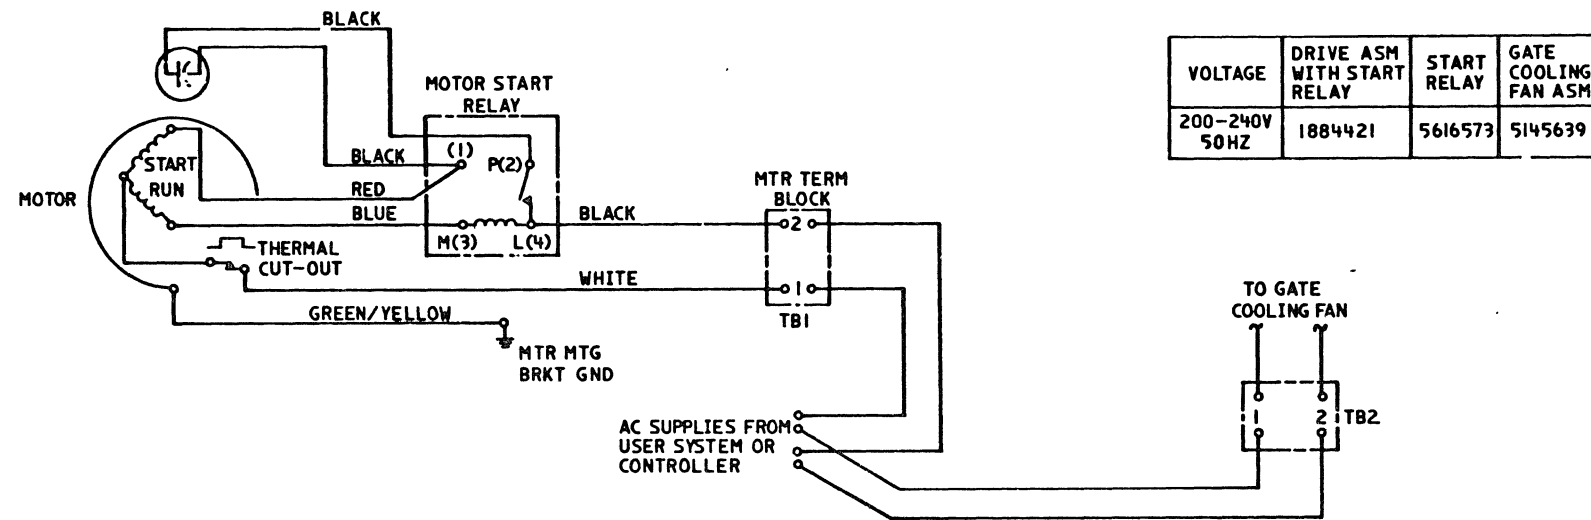 BLACK
MOTOR START
RELAY
(1)
BLACK
P(2)
START
RUN
RED
MOTOR
BLUE
M(3)
L(4)
BLACK
MTR TERM
BLOCK
2
THERMAL
CUT-OUT
WHITE
1
TB1
GREEN/YELLOW
MTR MTG
BRKT GND
AC SUPPLIES FROM
USER SYSTEM OR
CONTROLLER
TO GATE
COOLING FAN
1
2
TB2
VOLTAGE
DRIVE ASM
WITH START
RELAY
START
RELAY
GATE
COOLING
FAN ASM
200-240V
50HZ
1884421
5616573
5145639